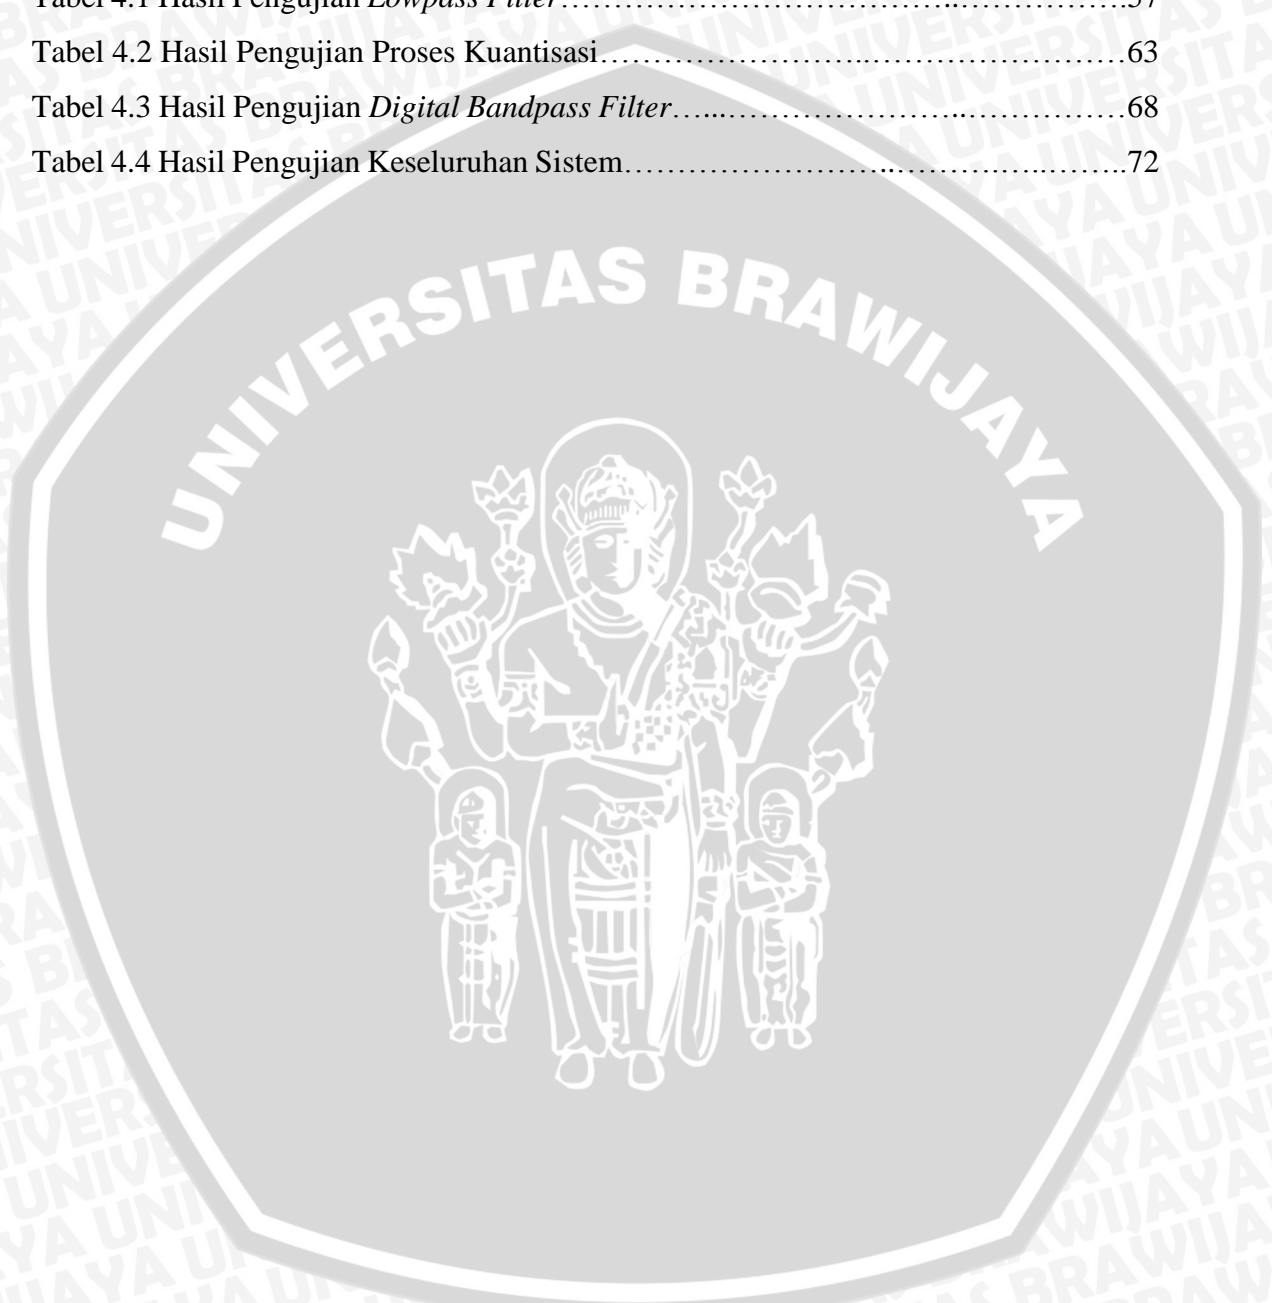 Tabel 4.1 Hasil Pengujian Lowpass Filter……………………………………..…………….57
Tabel 4.2 Hasil Pengujian Proses Kuantisasi……………………….……………………63
Tabel 4.3 Hasil Pengujian Digital Bandpass Filter…...……………………..……………68
Tabel 4.4 Hasil Pengujian Keseluruhan Sistem………………………..……….….……..72
UNIVERSITAS BRAWIJAYA